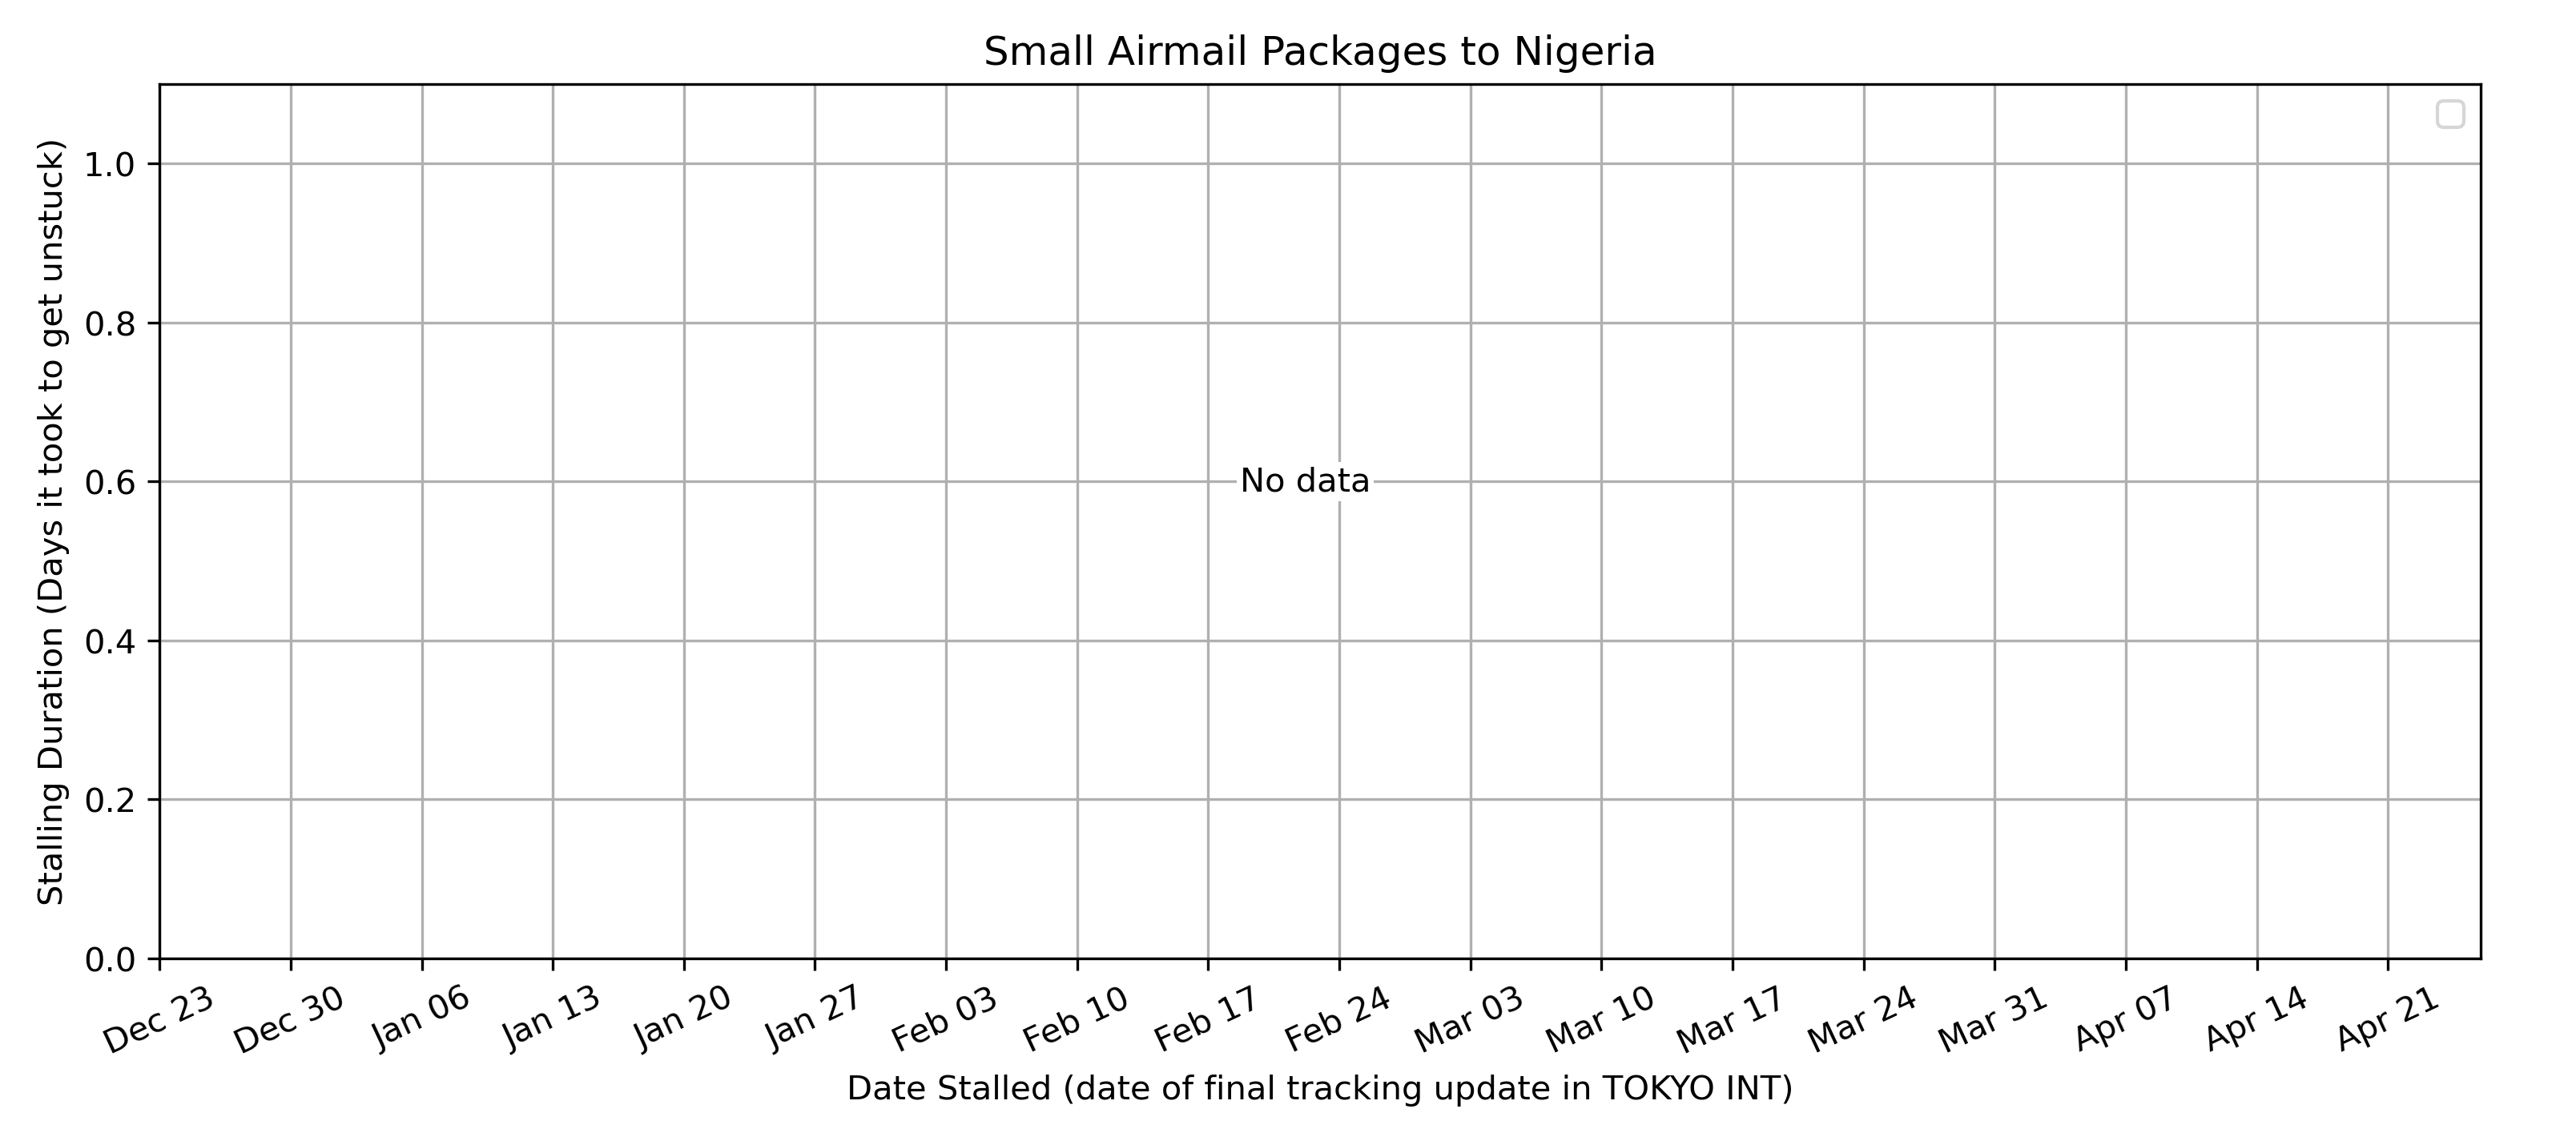 Small Airmail Packages to Nigeria
Stalling Duration (Days it took to get unstuck)
1.0
0.8
0.6
0.4
0.2
0.0
No data
Dec 23
Dec 30
Jan 06
Jan 13
Jan 20
Jan 27
Feb 03
Feb 10
Feb 17
Feb 24
Mar 03
Mar 10
Mar 17
Mar 24
Mar 31
Apr 07
Apr 14
Apr 21
Date Stalled (date of final tracking update in TOKYO INT)